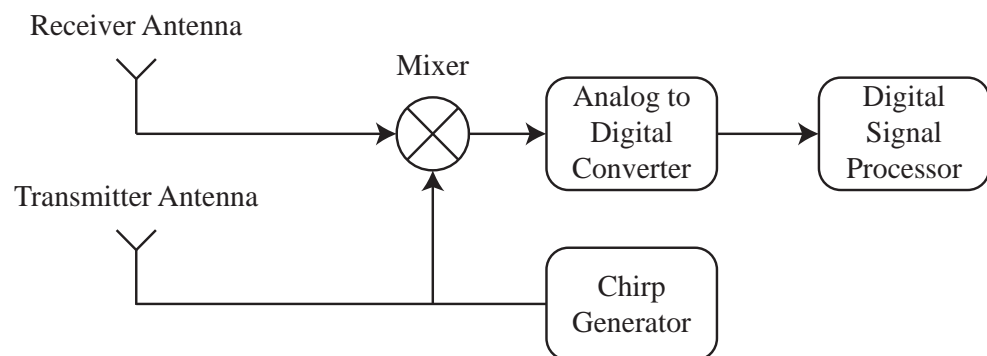 Receiver Antenna
Mixer
Analog to
Digital
Converter
Digital
Signal
Processor
Transmitter Antenna
Chirp
Generator